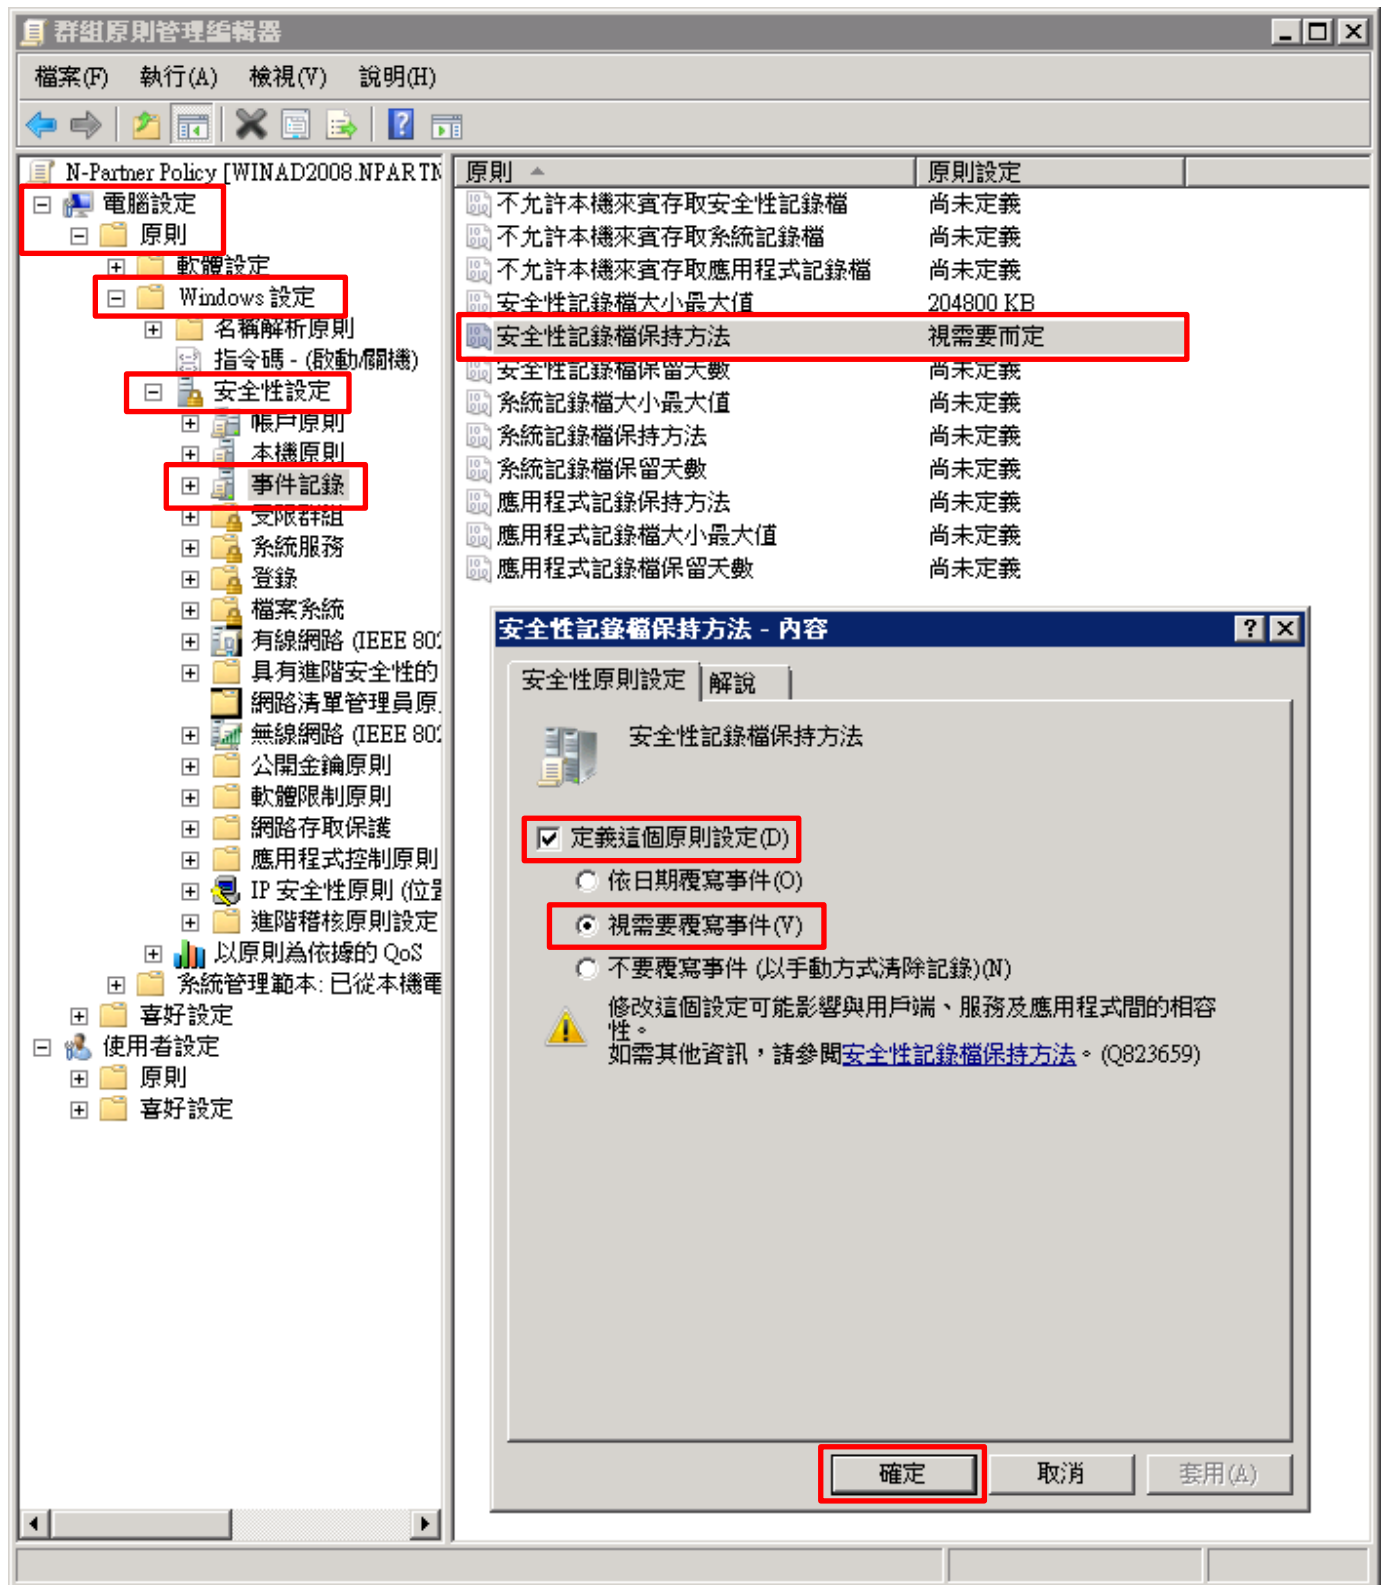 群組原則管理編輯器
檔案(F) 執行(A) 檢視(V) 說明(H)
N-Partner Policy [WINAD2008.NPARTN
電腦設定
原則
軟體設定
Windows 設定
名稱解析原則
指令碼 - (啟動/關機)
安全性設定
帳戶原則
本機原則
事件記錄
受限群組
系統服務
登錄
檔案系統
有線網路 (IEEE 802
具有進階安全性的
網路清單管理員原
無線網路 (IEEE 802
公開金鑰原則
軟體限制原則
網路存取保護
應用程式控制原則
IP 安全性原則 (位置
進階稽核原則設定
以原則為依據的 QoS
系統管理範本: 已從本機電
喜好設定
使用者設定
原則
喜好設定
原則 原則設定
不允許本機來賓存取安全性記錄檔 尚未定義
不允許本機來賓存取系統記錄檔 尚未定義
不允許本機來賓存取應用程式記錄檔 尚未定義
安全性記錄檔大小最大值 204800 KB
安全性記錄檔保持方法 視需要而定
安全性記錄檔保留天數 尚未定義
系統記錄檔大小最大值 尚未定義
系統記錄檔保持方法 尚未定義
系統記錄檔保留天數 尚未定義
應用程式記錄保持方法 尚未定義
應用程式記錄檔大小最大值 尚未定義
應用程式記錄檔保留天數 尚未定義
安全性記錄檔保持方法 - 內容
安全性原則設定 解說
安全性記錄檔保持方法
定義這個原則設定(D)
依日期覆寫事件(O)
視需要覆寫事件(V)
不要覆寫事件 (以手動方式清除記錄)(N)
修改這個設定可能影響與用戶端、服務及應用程式間的相容
性。
如需其他資訊，請參閱安全性記錄檔保持方法。(Q823659)
確定 取消 套用(A)